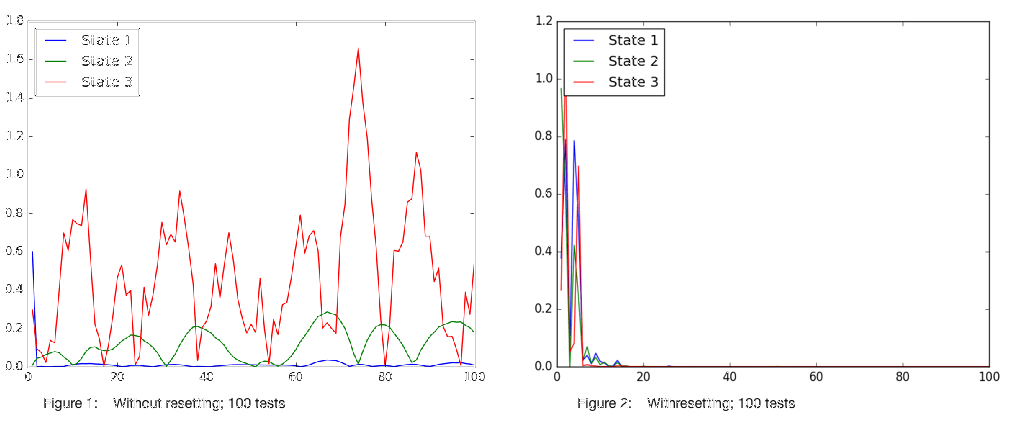 1.8
1.6
1.4
1.2
1.0
0.8
0.6
0.4
0.2
0.0
0 20 40 60 80 100
State 1
State 2
State 3
Figure 1: Without resetting; 100 tests
1.2
1.0
0.8
0.6
0.4
0.2
0.0
0 20 40 60 80 100
State 1
State 2
State 3
Figure 2: Withresetting; 100 tests